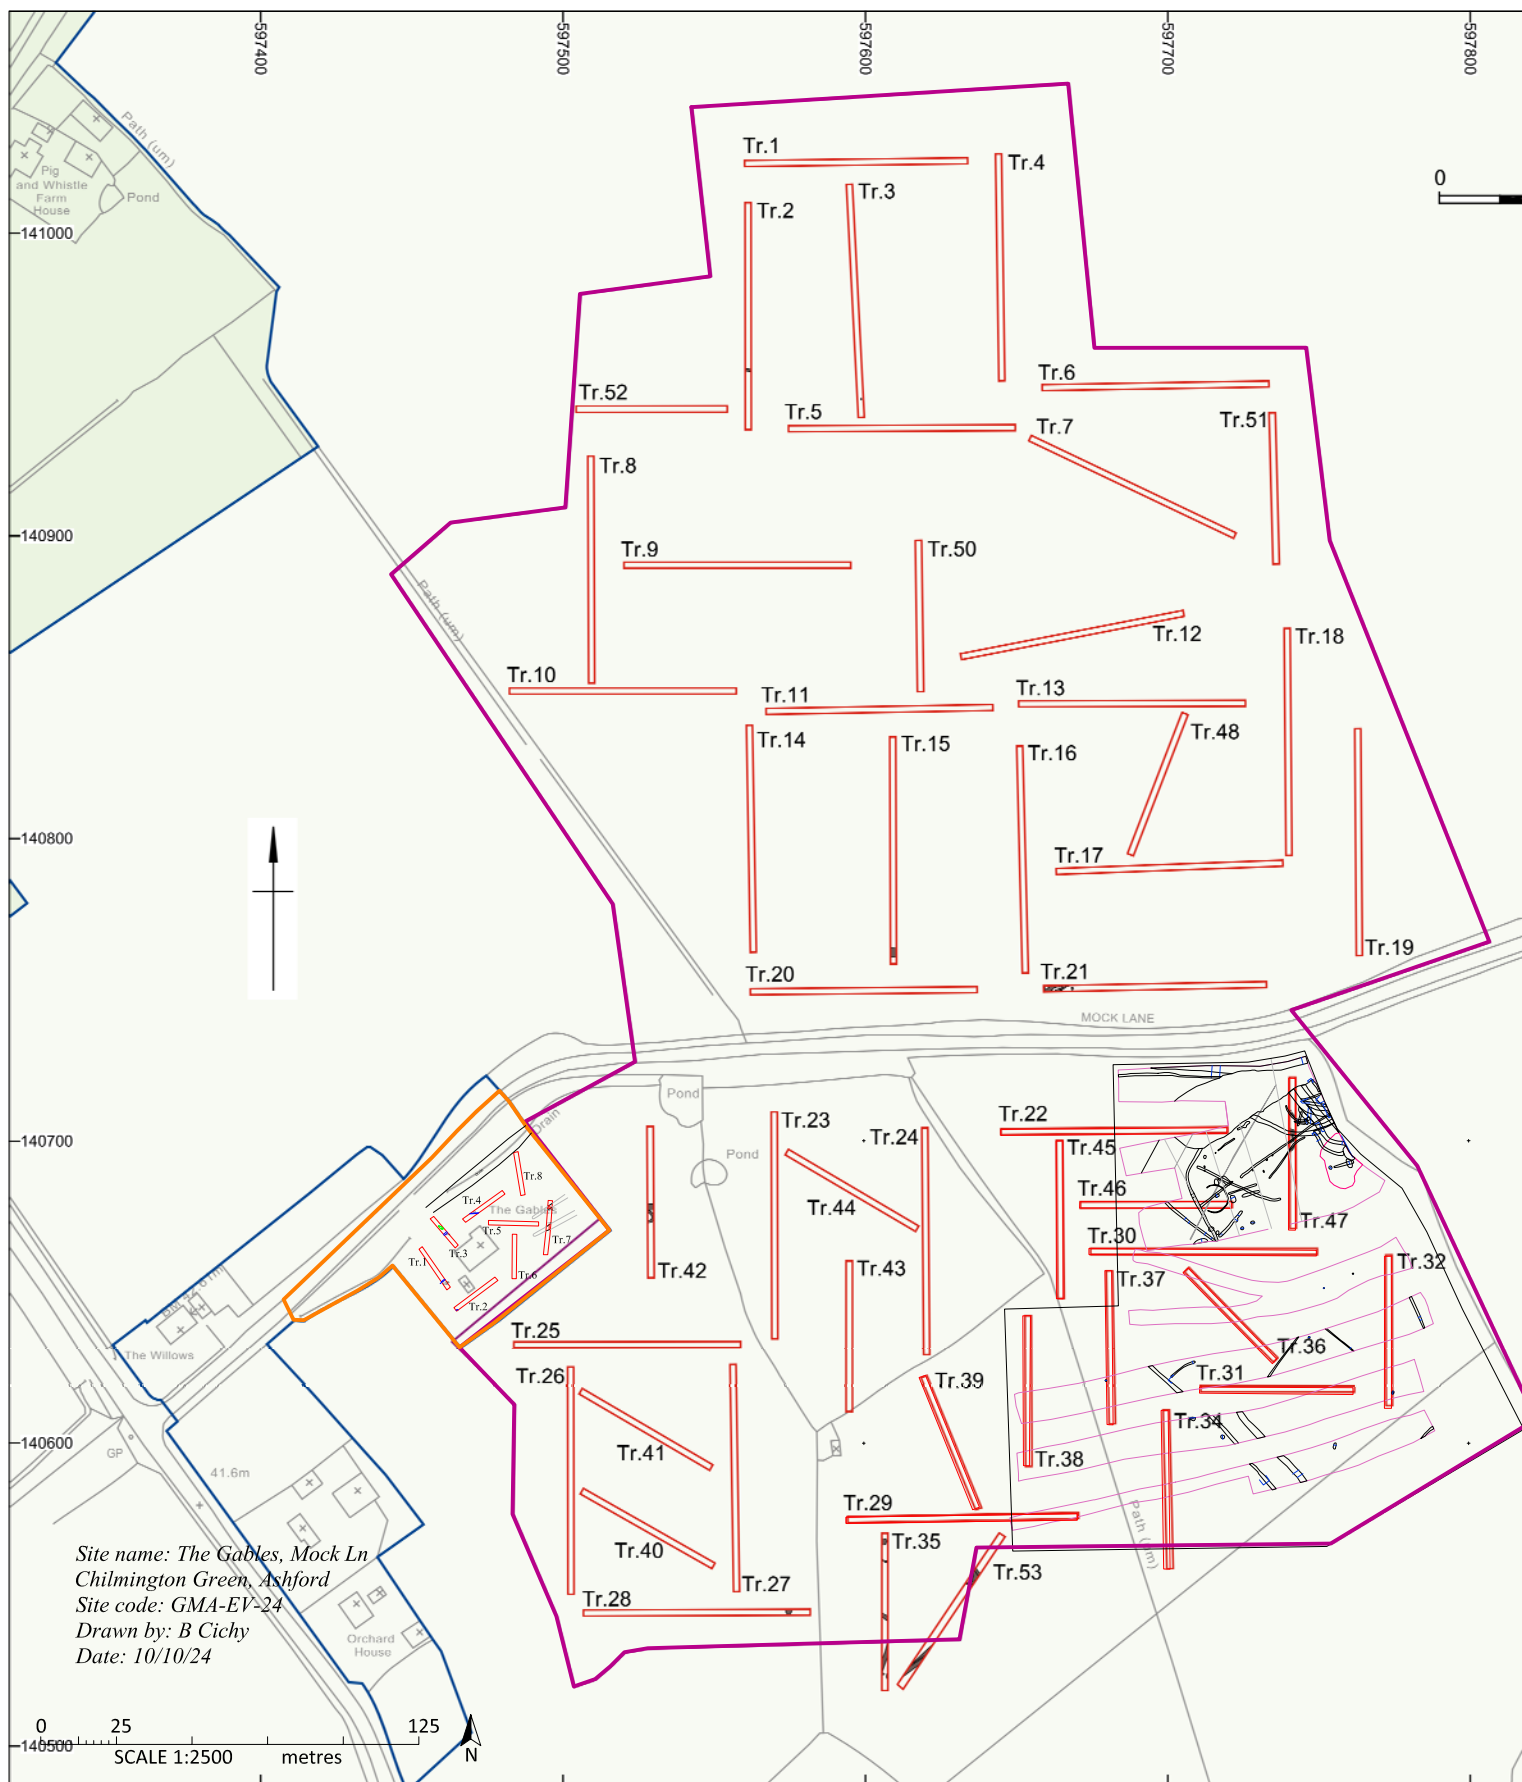 597400
597500
597600
597700
597800
Path (um)
Pig
and Whistle
Farm
House
Pond
141000
0
Tr.1
Tr.4
Tr.3
Tr.2
Tr.6
Tr.52
Tr.5
Tr.51
Tr.7
Tr.8
140900
Tr.9
Tr.50
Path (um)
Tr.12
Tr.18
Tr.10
Tr.11
Tr.13
Tr.14
Tr.15
Tr.16
Tr.48
140800
Tr.17
Tr.19
Tr.20
Tr.21
MOCK LANE
Pond
Drain
140700
Tr.23
Tr.24
Tr.22
Tr.45
Pond
Tr.8
Tr.4
The Gables
Tr.5
Tr.7
Tr.3
Tr.1
Tr.6
Tr.2
Tr.44
Tr.46
Tr.47
Tr.30
Tr.42
Tr.43
Tr.37
Tr.32
The Willows
Tr.25
Tr.26
Tr.36
Tr.39
Tr.31
Tr.34
140600
GP
41.6m
Tr.41
Tr.38
Tr.29
Path (um)
Tr.35
Tr.40
Tr.53
Tr.27
Tr.28
Site name: The Gables, Mock Ln
Chilmington Green, Ashford
Site code: GMA-EV-24
Drawn by: B Cichy
Date: 10/10/24
Orchard
House
0 25 125
140500
SCALE 1:2500 metres
N